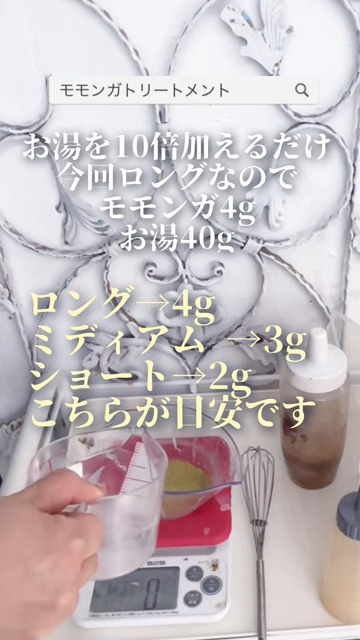 モモンガトリートメント
お湯を10倍加えるだけ
今回ロングなので
モモンガ4g
お湯40g
ロング→4g
ミディアム →3g
ショート→2g
こちらが目安です
TANITA
0